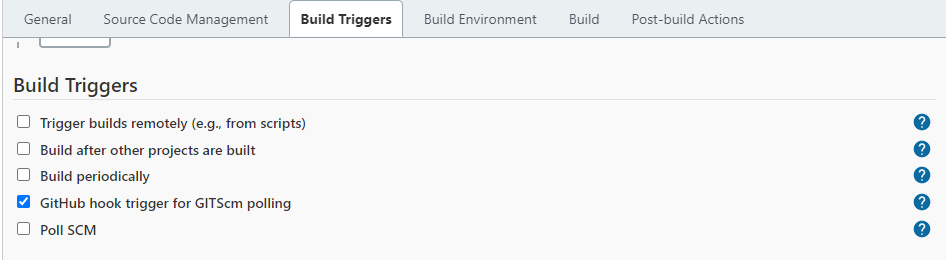 General Source Code Management Build Triggers Build Environment Build Post-build Actions
Build Triggers
Trigger builds remotely (e.g., from scripts) ?
Build after other projects are built ?
Build periodically ?
GitHub hook trigger for GITScm polling ?
Poll SCM ?